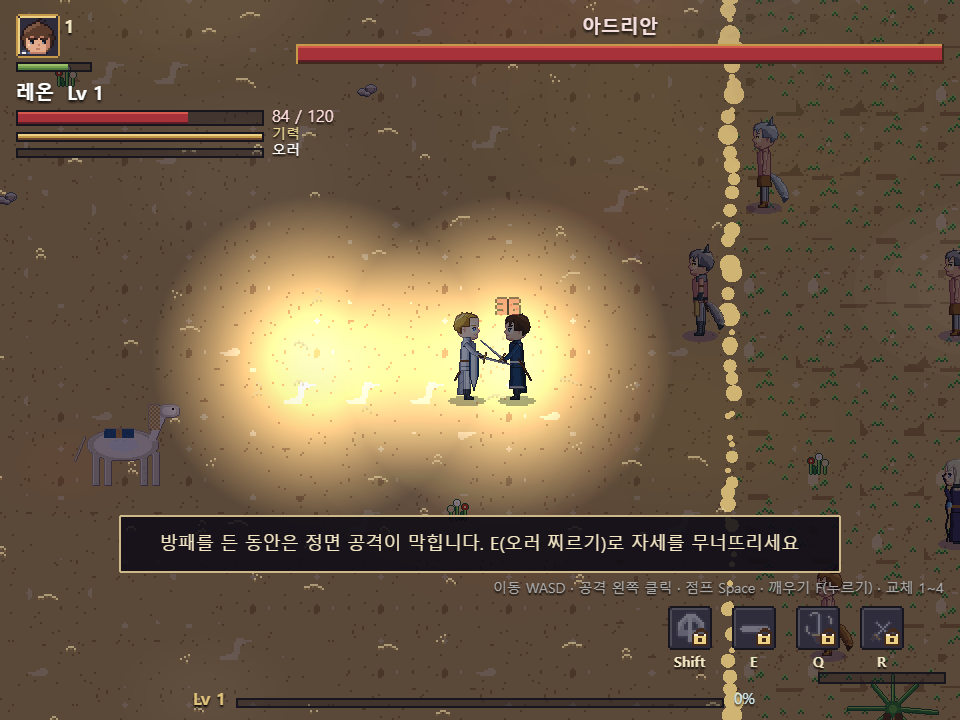 1
아드리안
레온 Lv 1
84 / 120
기력
오러
36
방패를 든 동안은 정면 공격이 막힙니다. E(오러 찌르기)로 자세를 무너뜨리세요
이동 WASD · 공격 왼쪽 클릭 · 점프 Space · 깨우기 F(누르기) · 교체 1~4
Shift E Q R
Lv 1 0%